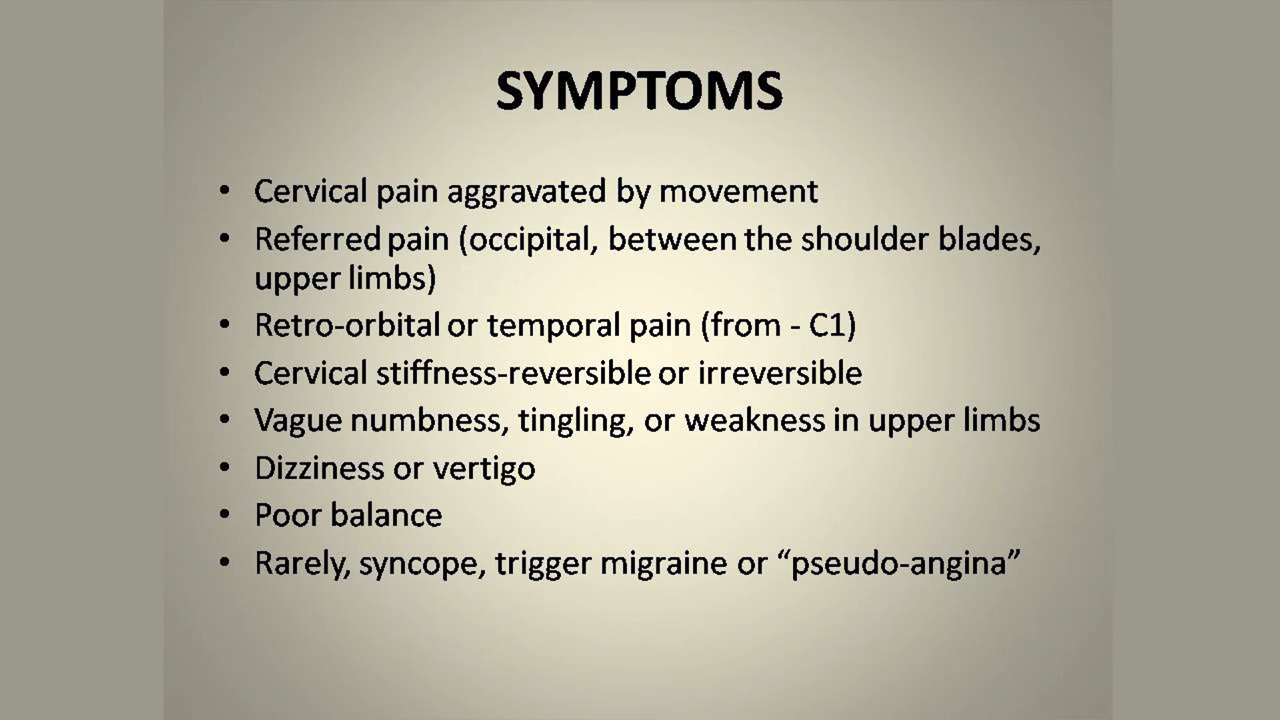 SYMPTOMS
• Cervical pain aggravated by movement
• Referred pain (occipital, between the shoulder blades,
upper limbs)
• Retro-orbital or temporal pain (from - C1)
• Cervical stiffness-reversible or irreversible
• Vague numbness, tingling, or weakness in upper limbs
• Dizziness or vertigo
• Poor balance
• Rarely, syncope, trigger migraine or “pseudo-angina”